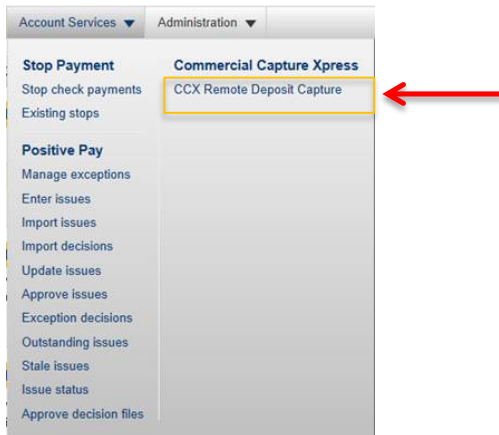 Account Services ▼ Administration ▼
Stop Payment
Stop check payments
Existing stops
Positive Pay
Manage exceptions
Enter issues
Import issues
Import decisions
Update issues
Approve issues
Exception decisions
Outstanding issues
Stale issues
Issue status
Approve decision files
Commercial Capture Xpress
CCX Remote Deposit Capture